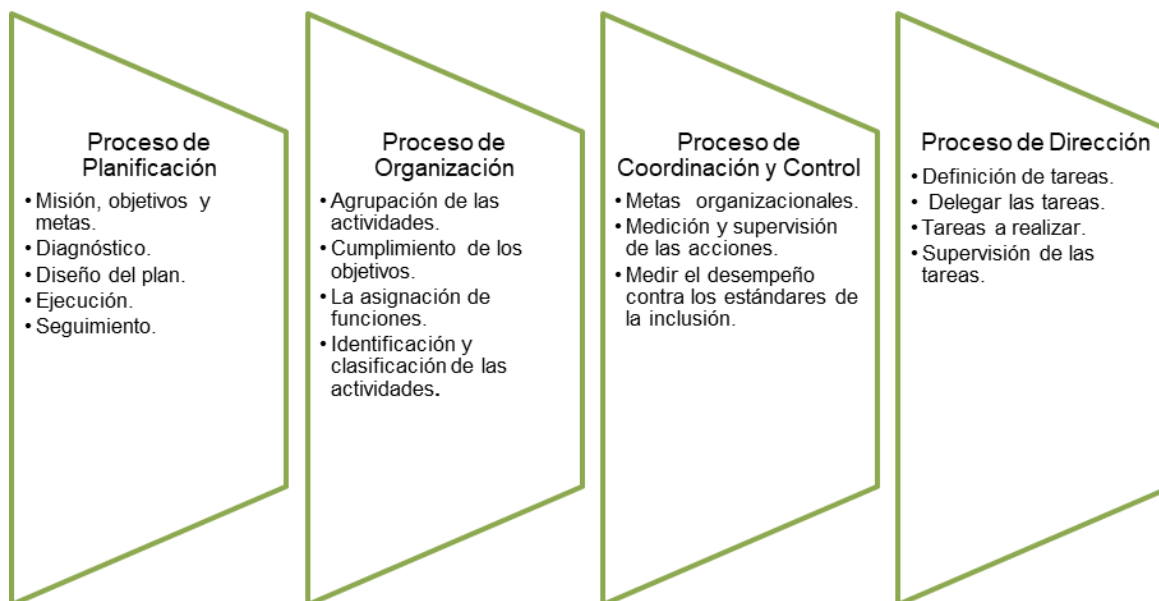 Proceso de
Planificación
• Misión, objetivos y
metas.
• Diagnóstico.
• Diseño del plan.
• Ejecución.
• Seguimiento.
Proceso de
Organización
• Agrupación de las
actividades.
• Cumplimiento de los
objetivos.
• La asignación de
funciones.
• Identificación y
clasificación de las
actividades.
Proceso de
Coordinación y Control
• Metas organizacionales.
• Medición y supervisión
de las acciones.
• Medir el desempeño
contra los estándares de
la inclusión.
Proceso de Dirección
• Definición de tareas.
• Delegar las tareas.
• Tareas a realizar.
• Supervisión de las
tareas.